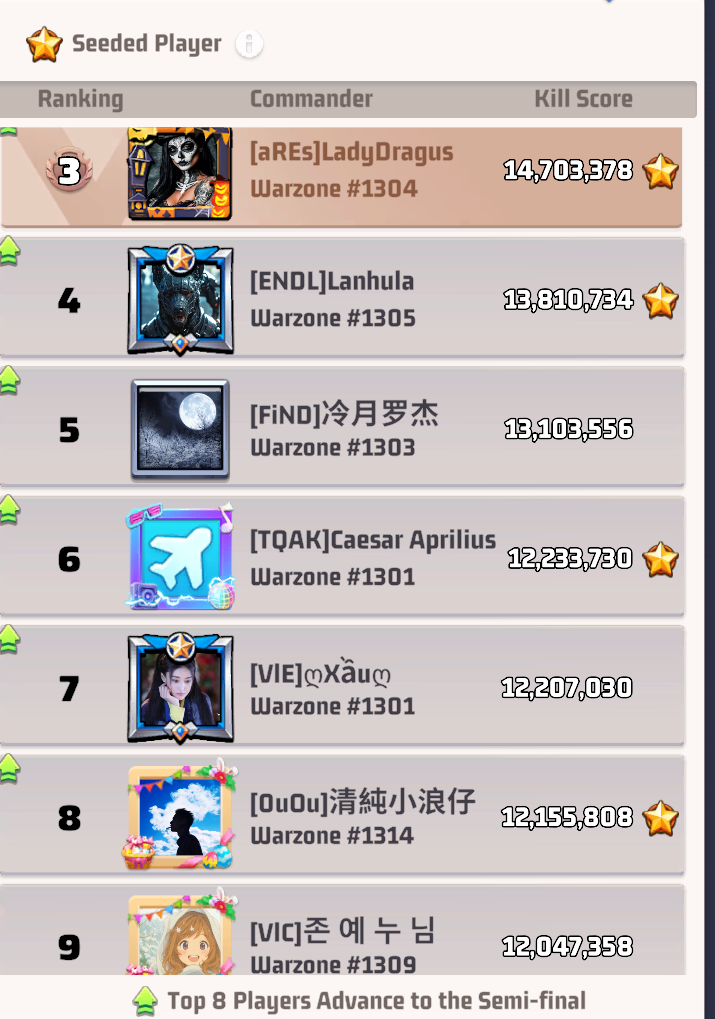 Seeded Player
Ranking Commander Kill Score
3 [aREs]LadyDragus 14,703,378
Warzone #1304
4 [ENDL]Lanhula 13,810,734
Warzone #1305
5 [FiND]冷月罗杰 13,103,556
Warzone #1303
6 [TQAK]Caesar Aprilius 12,233,730
Warzone #1301
7 [VlE]ღXầuღ 12,207,030
Warzone #1301
8 [OuOu]清純小浪仔 12,155,808
Warzone #1314
9 [VIC]존 예 누 님 12,047,358
Warzone #1309
Top 8 Players Advance to the Semi-final